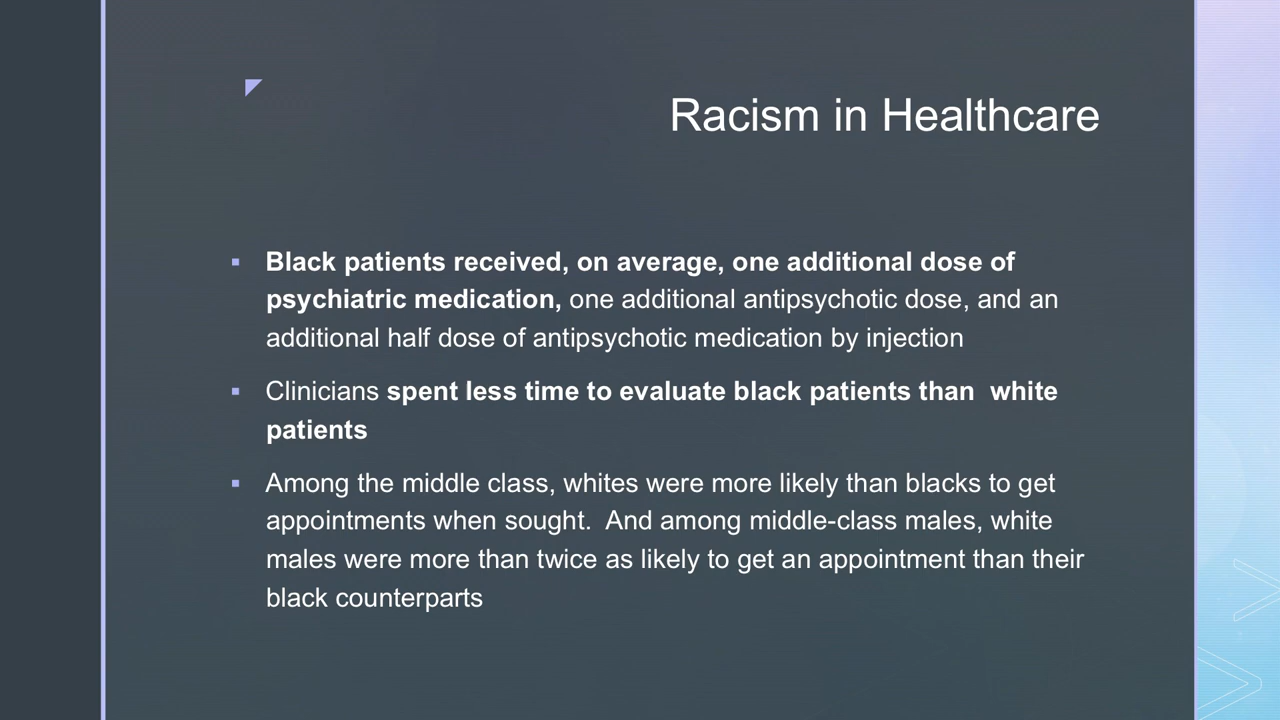 Racism in Healthcare
▪ Black patients received, on average, one additional dose of
psychiatric medication, one additional antipsychotic dose, and an
additional half dose of antipsychotic medication by injection
▪ Clinicians spent less time to evaluate black patients than  white
patients
▪ Among the middle class, whites were more likely than blacks to get
appointments when sought.  And among middle-class males, white
males were more than twice as likely to get an appointment than their
black counterparts